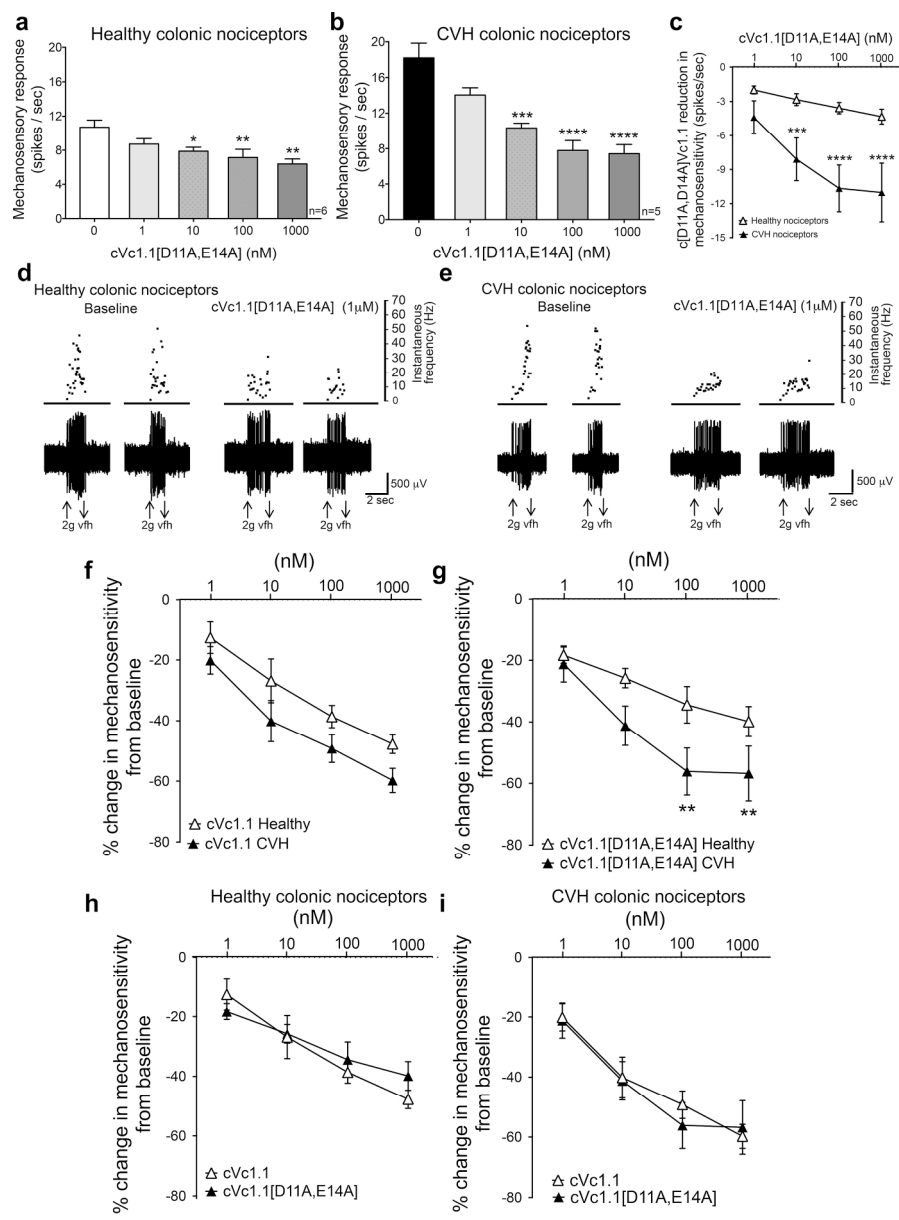 a
Healthy colonic nociceptors
Mechanosensory response
(spikes / sec)
20
16
12
8
4
0
*
**
**
n=6
0 1 10 100 1000
cVc1.1[D11A,E14A] (nM)
b
CVH colonic nociceptors
Mechanosensory response
(spikes / sec)
20
16
12
8
4
0
***
****
****
n=5
0 1 10 100 1000
cVc1.1[D11A,E14A] (nM)
c
cVc1.1[D11A,E14A] (nM)
1 10 100 1000
c[D11A,D14A]Vc1.1 reduction in
mechanosensitivity (spikes/sec)
0
-3
-6
-9
-12
-15
***
****
****
Healthy nociceptors
CVH nociceptors
d
Healthy colonic nociceptors
Baseline
cVc1.1[D11A,E14A] (1μM)
70
60
50
40
30
20
10
0
Instantaneous
frequency (Hz)
500 μV
2 sec
2g vfh
2g vfh
2g vfh
2g vfh
e
CVH colonic nociceptors
Baseline
cVc1.1[D11A,E14A] (1μM)
70
60
50
40
30
20
10
0
Instantaneous
frequency (Hz)
500 μV
2 sec
2g vfh
2g vfh
2g vfh
2g vfh
f
(nM)
1 10 100 1000
% change in mechanosensitivity
from baseline
0
-20
-40
-60
-80
cVc1.1 Healthy
cVc1.1 CVH
g
(nM)
1 10 100 1000
% change in mechanosensitivity
from baseline
0
-20
-40
-60
-80
**
**
cVc1.1[D11A,E14A] Healthy
cVc1.1[D11A,E14A] CVH
h
Healthy colonic nociceptors
(nM)
1 10 100 1000
% change in mechanosensitivity
from baseline
0
-20
-40
-60
-80
cVc1.1
cVc1.1[D11A,E14A]
i
CVH colonic nociceptors
(nM)
1 10 100 1000
% change in mechanosensitivity
from baseline
0
-20
-40
-60
-80
cVc1.1
cVc1.1[D11A,E14A]